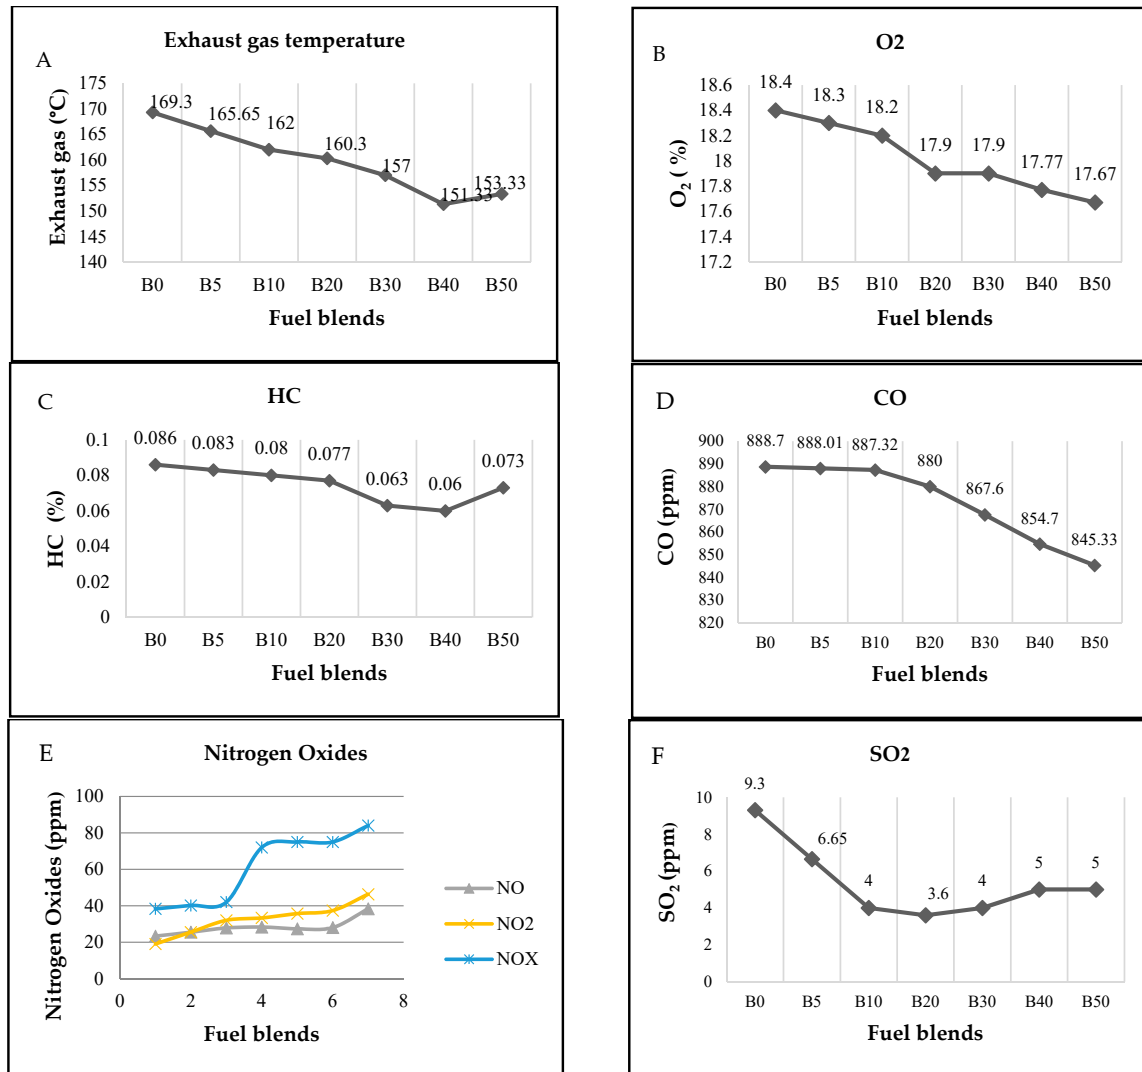 A
Exhaust gas temperature
Exhaust gas (°C)
175
170
165
160
155
150
145
140
169.3
165.65
162
160.3
157
151.33
153.33
B0 B5 B10 B20 B30 B40 B50
Fuel blends
B
O2
O2 ( %)
18.6
18.4
18.2
18
17.8
17.6
17.4
17.2
18.4
18.3
18.2
17.9
17.9
17.77
17.67
B0 B5 B10 B20 B30 B40 B50
Fuel blends
C
HC
HC (%)
0.1
0.08
0.06
0.04
0.02
0
0.086
0.083
0.08
0.077
0.063
0.06
0.073
B0 B5 B10 B20 B30 B40 B50
Fuel blends
D
CO
CO (ppm)
900
890
880
870
860
850
840
830
820
888.7
888.01
887.32
880
867.6
854.7
845.33
B0 B5 B10 B20 B30 B40 B50
Fuel blends
E
Nitrogen Oxides
Nitrogen Oxides (ppm)
100
80
60
40
20
0
0 2 4 6 8
Fuel blends
NO
NO2
NOX
F
SO2
SO2 (ppm)
10
8
6
4
2
0
9.3
6.65
4
3.6
4
5
5
B0 B5 B10 B20 B30 B40 B50
Fuel blends